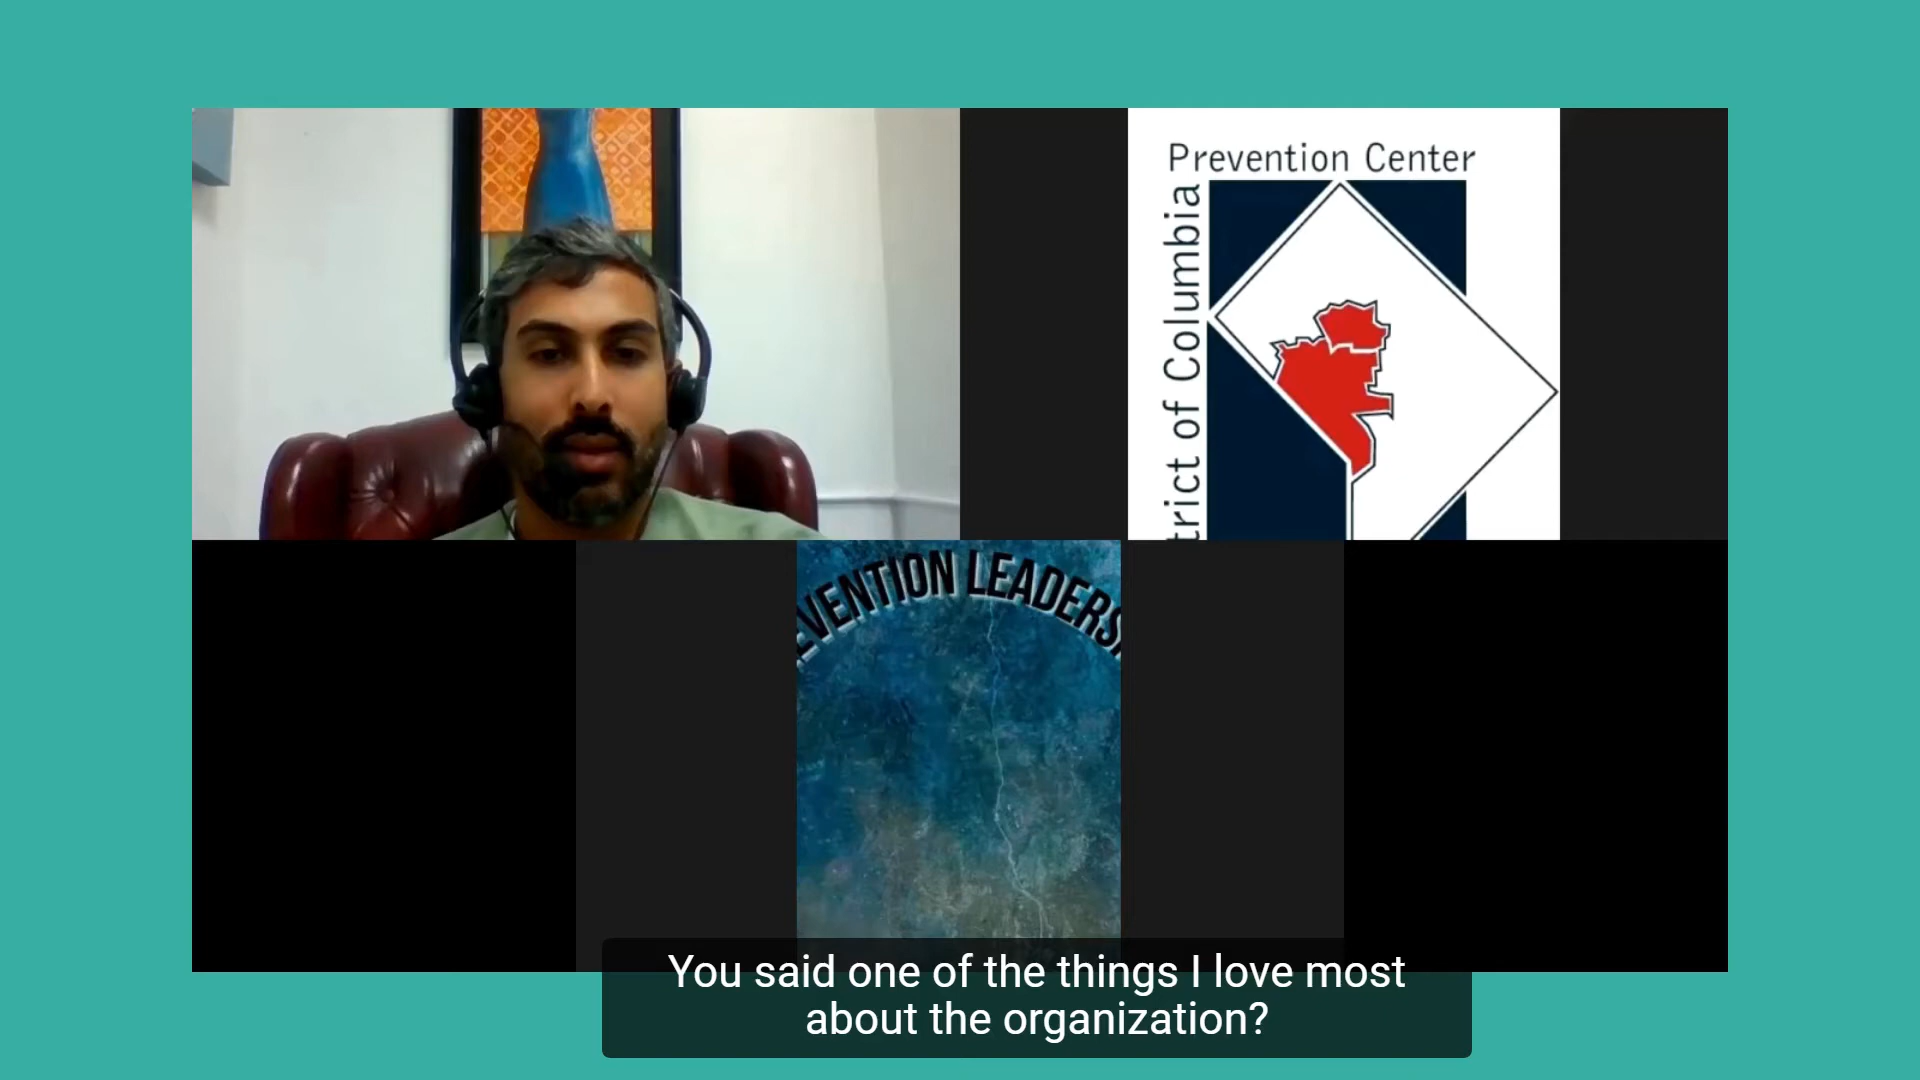 Prevention Center
trict of Columbia
EVENTION LEADERS
You said one of the things I love most
about the organization?